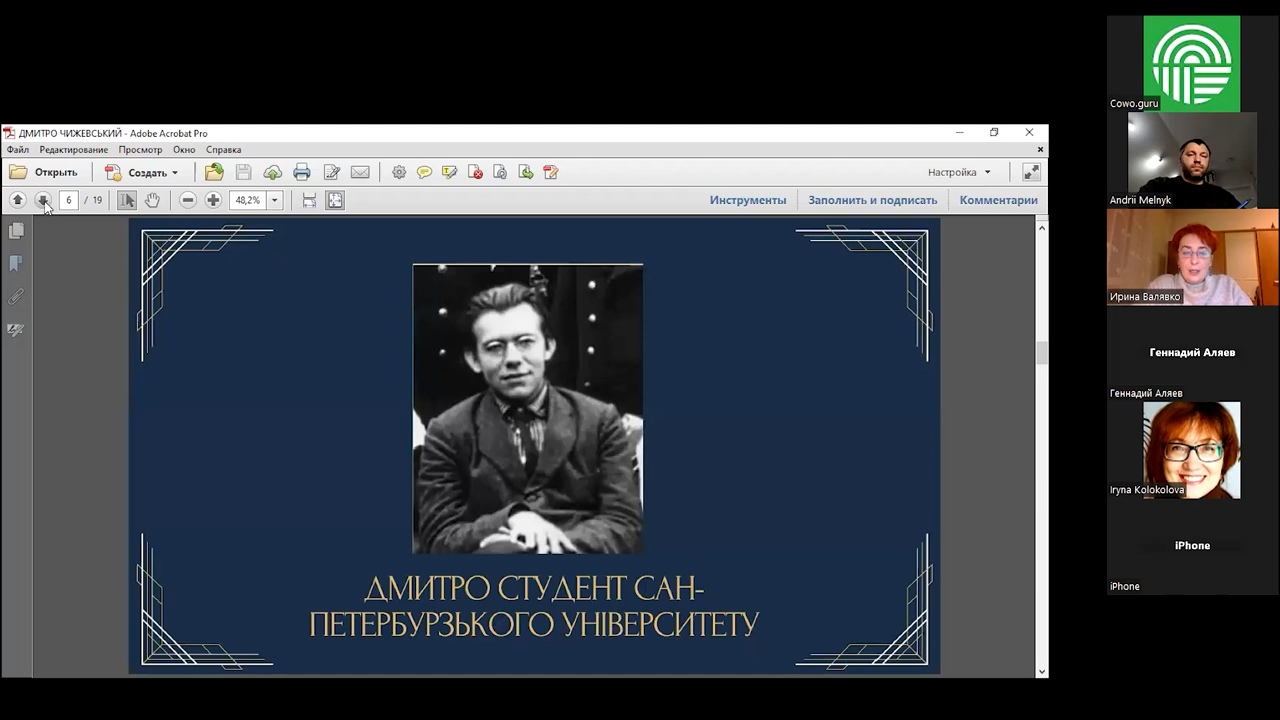 ДМИТРО ЧИЖЕВСЬКИЙ - Adobe Acrobat Pro
Файл Редактирование Просмотр Окно Справка
Открыть Создать Настройка
6 / 19 48,2% Инструменты Заполнить и подписать Комментарии
ДМИТРО СТУДЕНТ САН-
ПЕТЕРБУРЗЬКОГО УНІВЕРСИТЕТУ
Cowo.guru
Andrii Melnyk
Ирина Валявко
Геннадий Аляев
Геннадий Аляев
Iryna Kolokolova
iPhone
iPhone